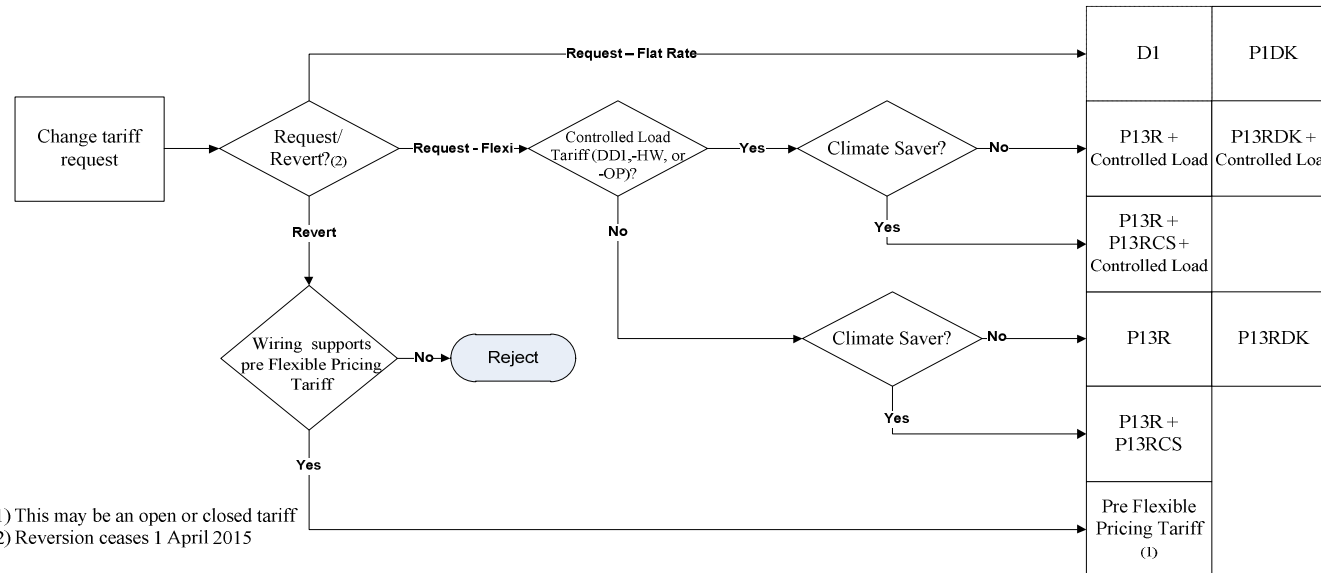 Request – Flat Rate
D1
P1DK
Change tariff
request
Request/
Revert?(2)
Request - Flexi
Controlled Load
Tariff (DD1,-HW, or
-OP)?
Yes
Climate Saver?
No
P13R +
Controlled Load
P13RDK +
Controlled Loa
Revert
No
Yes
P13R +
P13RCS +
Controlled Load
Wiring supports
pre Flexible Pricing
Tariff
No
Reject
Climate Saver?
No
P13R
P13RDK
Yes
P13R +
P13RCS
Yes
Pre Flexible
Pricing Tariff
(1)
1) This may be an open or closed tariff
2) Reversion ceases 1 April 2015